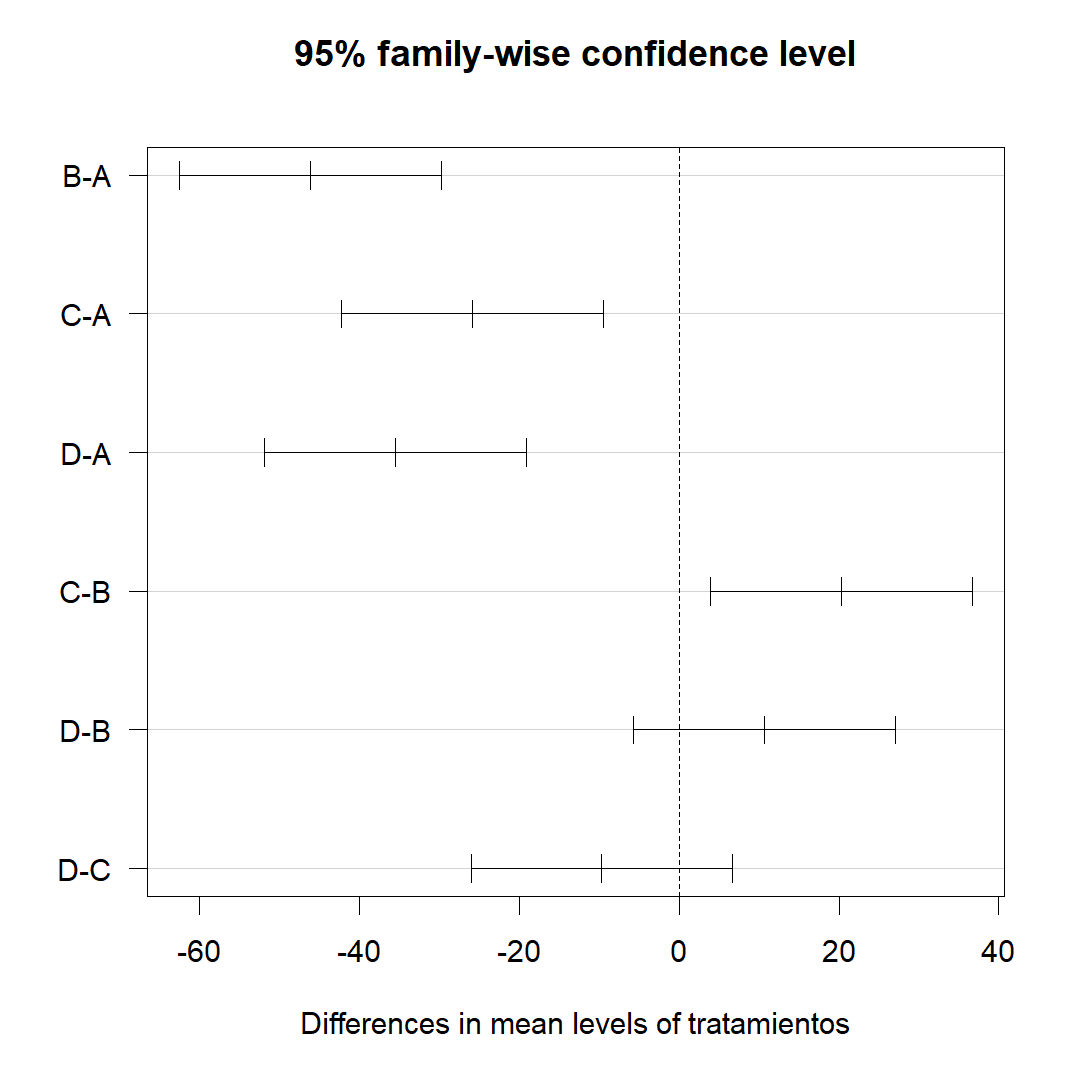 95% family-wise confidence level
B-A
C-A
D-A
C-B
D-B
D-C
-60 -40 -20 0 20 40
Differences in mean levels of tratamientos